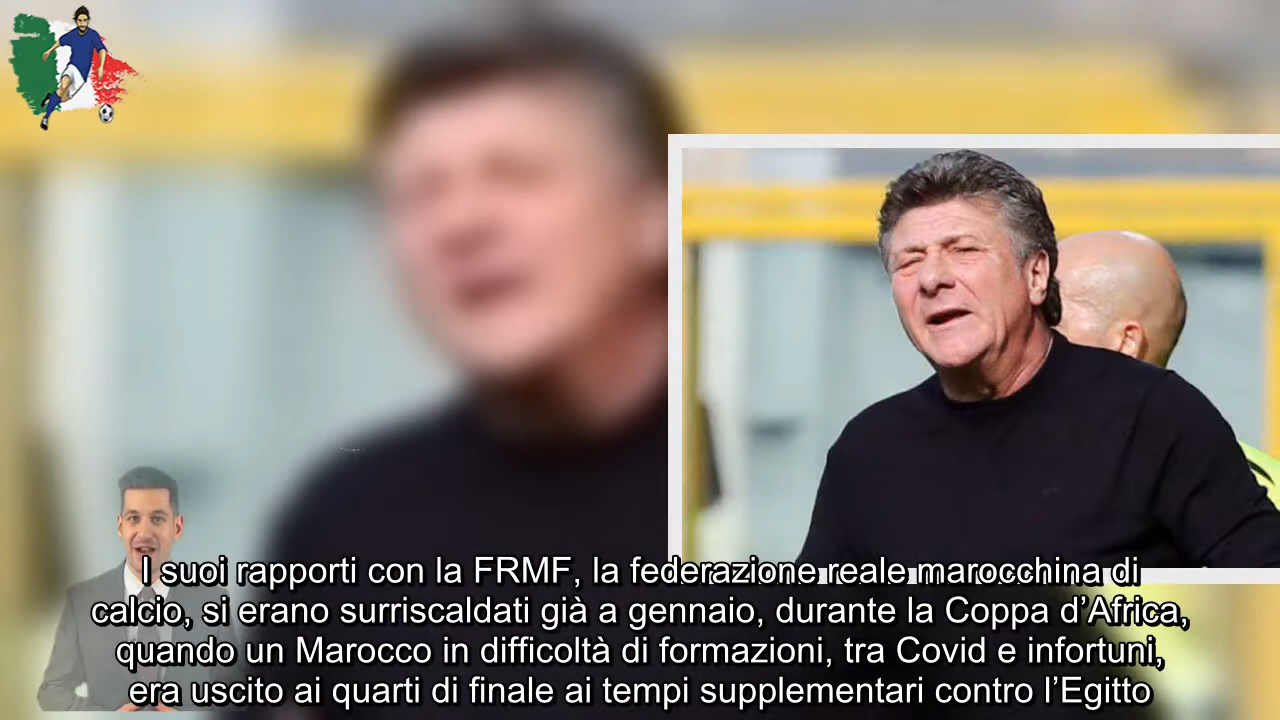 I suoi rapporti con la FRMF, la federazione reale marocchina di
calcio, si erano surriscaldati già a gennaio, durante la Coppa d’Africa,
quando un Marocco in difficoltà di formazioni, tra Covid e infortuni,
era uscito ai quarti di finale ai tempi supplementari contro l’Egitto